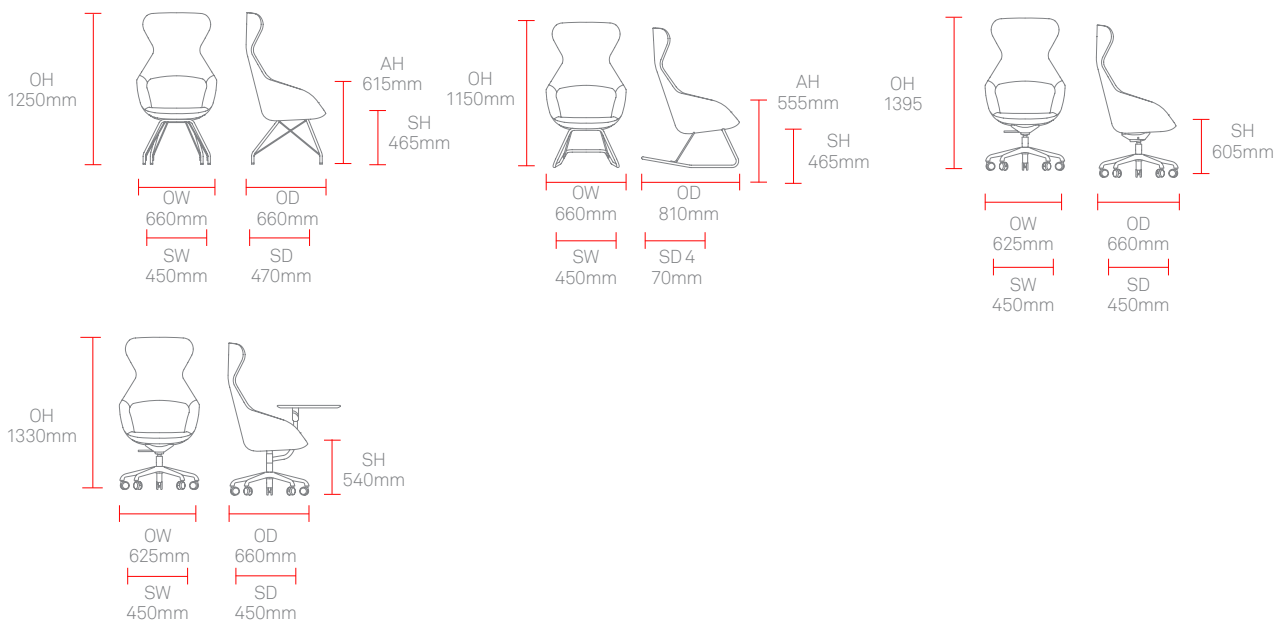 OH
1250mm
AH
615mm
SH
465mm
OW
660mm
OD
660mm
SW
450mm
SD
470mm
OH
1150mm
AH
555mm
SH
465mm
OW
660mm
OD
810mm
SW
450mm
SD 4
70mm
OH
1395
SH
605mm
OW
625mm
OD
660mm
SW
450mm
SD
450mm
OH
1330mm
SH
540mm
OW
625mm
OD
660mm
SW
450mm
SD
450mm